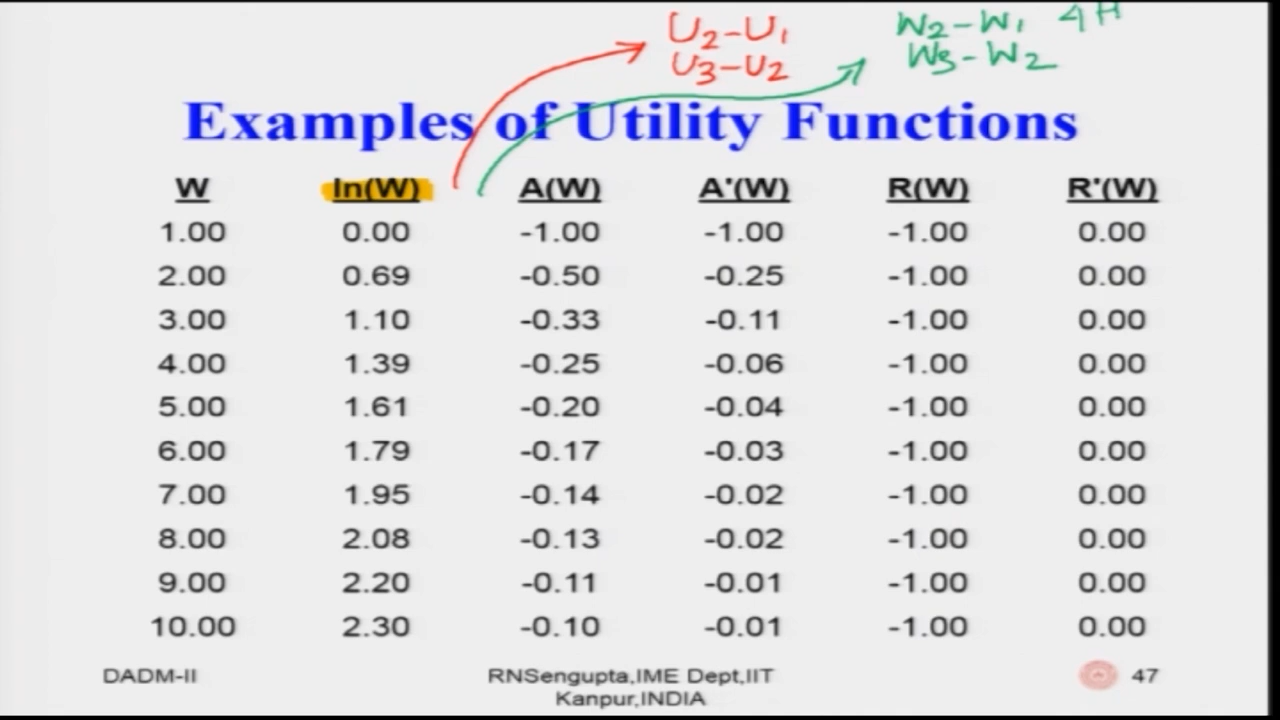 U2-U1
U3-U2
W2-W1
W3-W2
Examples of Utility Functions
W ln(W) A(W) A'(W) R(W) R'(W)
1.00 0.00 -1.00 -1.00 -1.00 0.00
2.00 0.69 -0.50 -0.25 -1.00 0.00
3.00 1.10 -0.33 -0.11 -1.00 0.00
4.00 1.39 -0.25 -0.06 -1.00 0.00
5.00 1.61 -0.20 -0.04 -1.00 0.00
6.00 1.79 -0.17 -0.03 -1.00 0.00
7.00 1.95 -0.14 -0.02 -1.00 0.00
8.00 2.08 -0.13 -0.02 -1.00 0.00
9.00 2.20 -0.11 -0.01 -1.00 0.00
10.00 2.30 -0.10 -0.01 -1.00 0.00
DADM-II
RNSengupta,IME Dept,IIT
Kanpur,INDIA
47